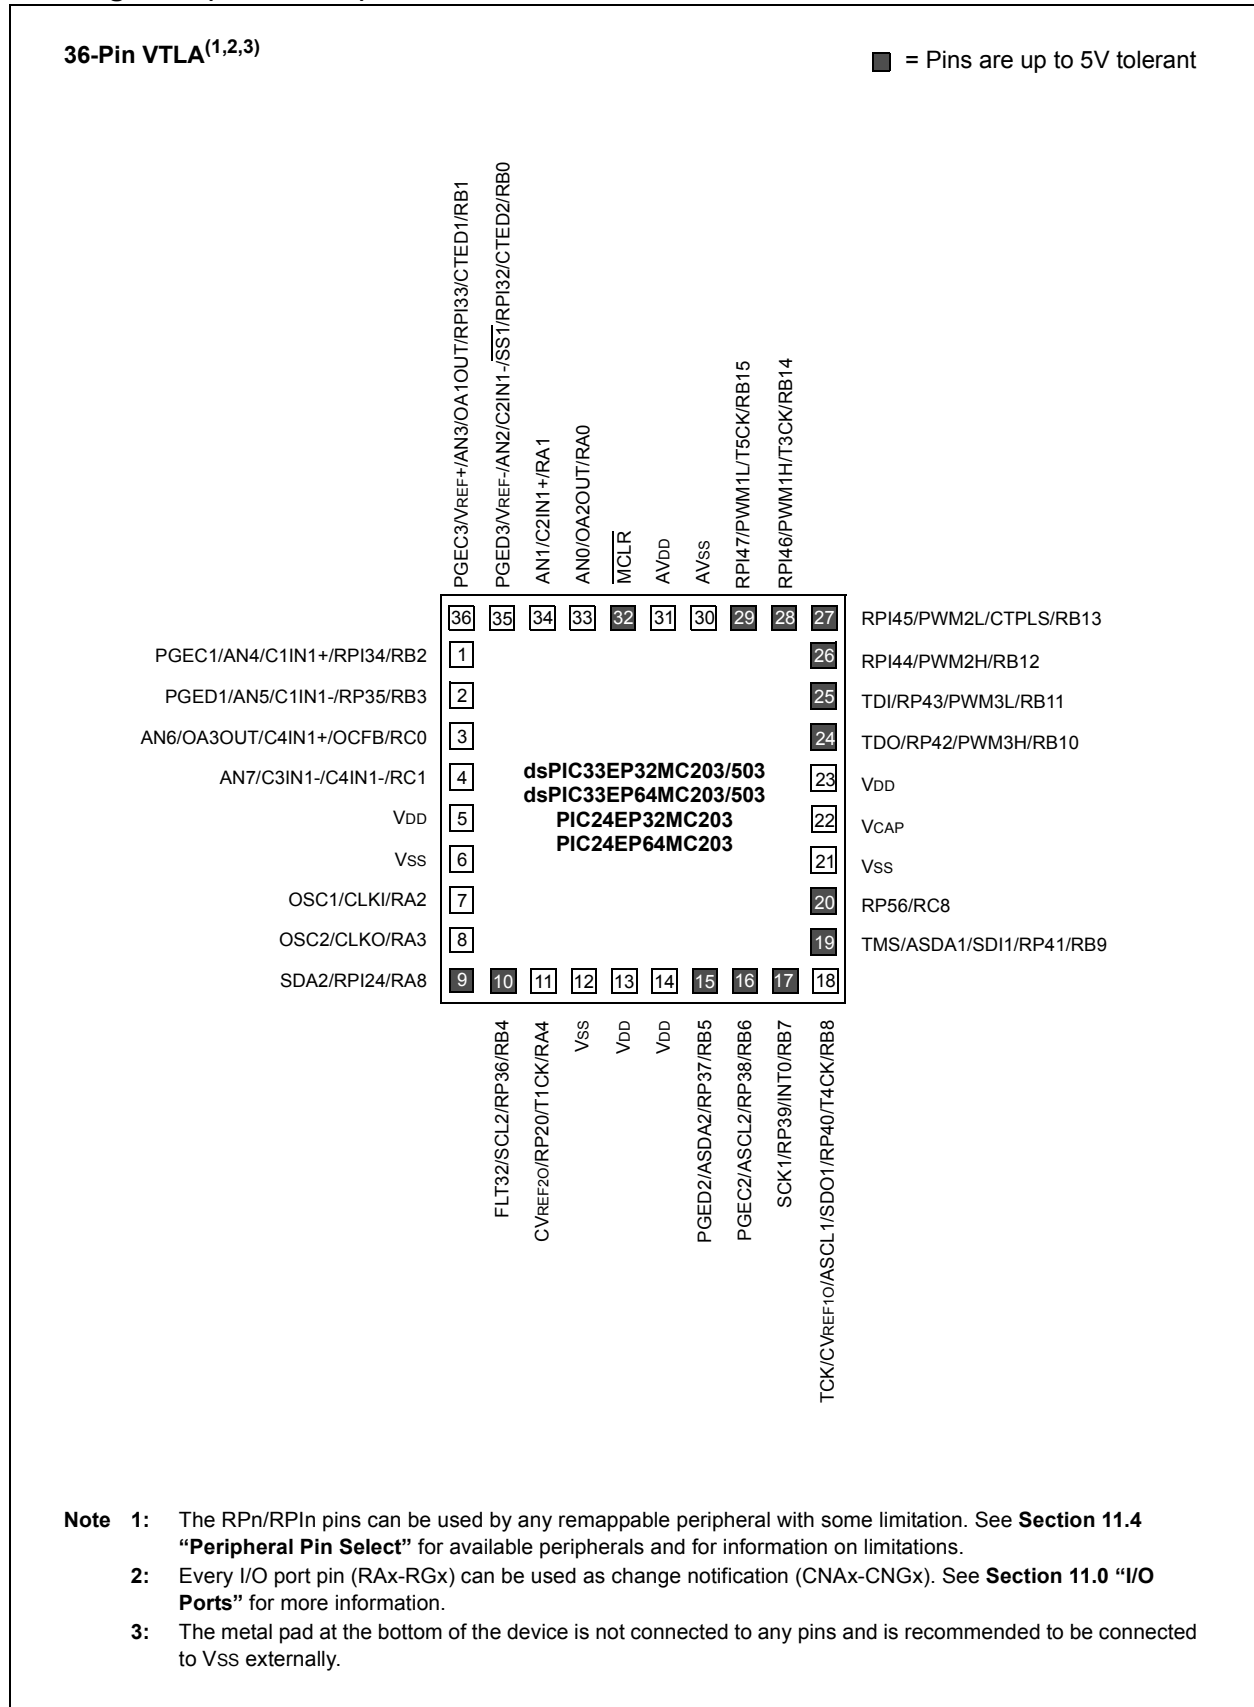 36-Pin VTLA(1,2,3)
= Pins are up to 5V tolerant
PGEC3/VREF+/AN3/OA1OUT/RPI33/CTED1/RB1
PGED3/VREF-/AN2/C2IN1-/SS1/RPI32/CTED2/RB0
AN1/C2IN1+/RA1
AN0/OA2OUT/RA0
MCLR
AVDD
AVSS
RPI47/PWM1L/T5CK/RB15
RPI46/PWM1H/T3CK/RB14
36 35 34 33 32 31 30 29 28 27 RPI45/PWM2L/CTPLS/RB13
PGEC1/AN4/C1IN1+/RPI34/RB2 1 26 RPI44/PWM2H/RB12
PGED1/AN5/C1IN1-/RP35/RB3 2 25 TDI/RP43/PWM3L/RB11
AN6/OA3OUT/C4IN1+/OCFB/RC0 3 24 TDO/RP42/PWM3H/RB10
AN7/C3IN1-/C4IN1-/RC1 4 23 VDD
dsPIC33EP32MC203/503
dsPIC33EP64MC203/503
PIC24EP32MC203
PIC24EP64MC203
VDD 5 22 VCAP
VSS 6 21 VSS
OSC1/CLKI/RA2 7 20 RP56/RC8
OSC2/CLKO/RA3 8 19 TMS/ASDA1/SDI1/RP41/RB9
SDA2/RPI24/RA8 9 10 11 12 13 14 15 16 17 18
FLT32/SCL2/RP36/RB4
CVREF2O/RP20/T1CK/RA4
VSS
VDD
VDD
PGED2/ASDA2/RP37/RB5
PGEC2/ASCL2/RP38/RB6
SCK1/RP39/INT0/RB7
TCK/CVREF1O/ASCL1/SDO1/RP40/T4CK/RB8
Note 1: The RPn/RPIn pins can be used by any remappable peripheral with some limitation. See Section 11.4
“Peripheral Pin Select” for available peripherals and for information on limitations.
2: Every I/O port pin (RAx-RGx) can be used as change notification (CNAx-CNGx). See Section 11.0 “I/O
Ports” for more information.
3: The metal pad at the bottom of the device is not connected to any pins and is recommended to be connected
to VSS externally.